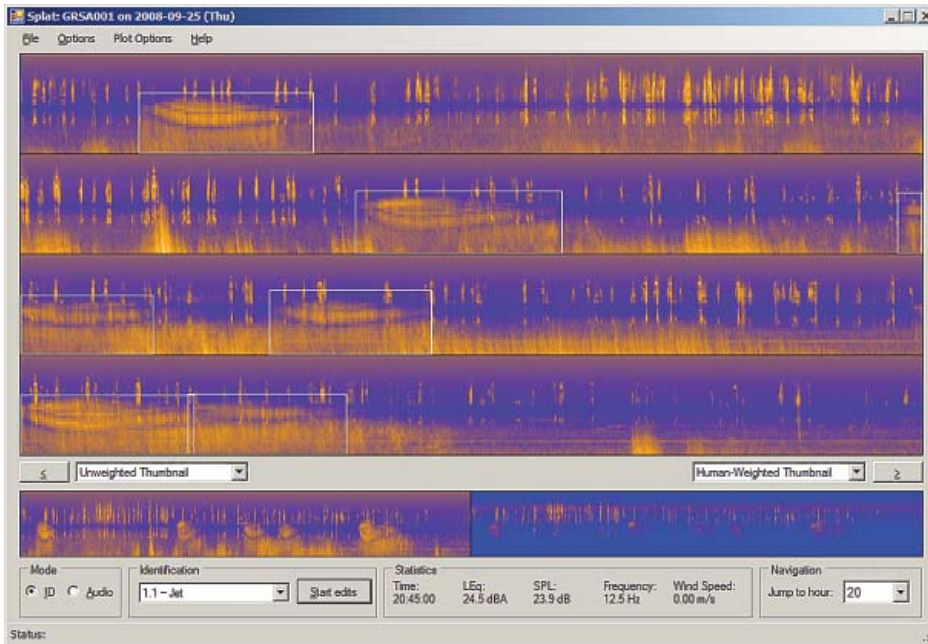 Splat: GRSA001 on 2008-09-25 (Thu)
File Options Plot Options Help
< Unweighted Thumbnail Human-Weighted Thumbnail >
Mode Identification Statistics Navigation
ID Audio
1.1 – Jet Start edits
Time: LEq: SPL: Frequency: Wind Speed:
20:45:00 24.5 dBA 23.9 dB 12.5 Hz 0.00 m/s
Jump to hour: 20
Status: